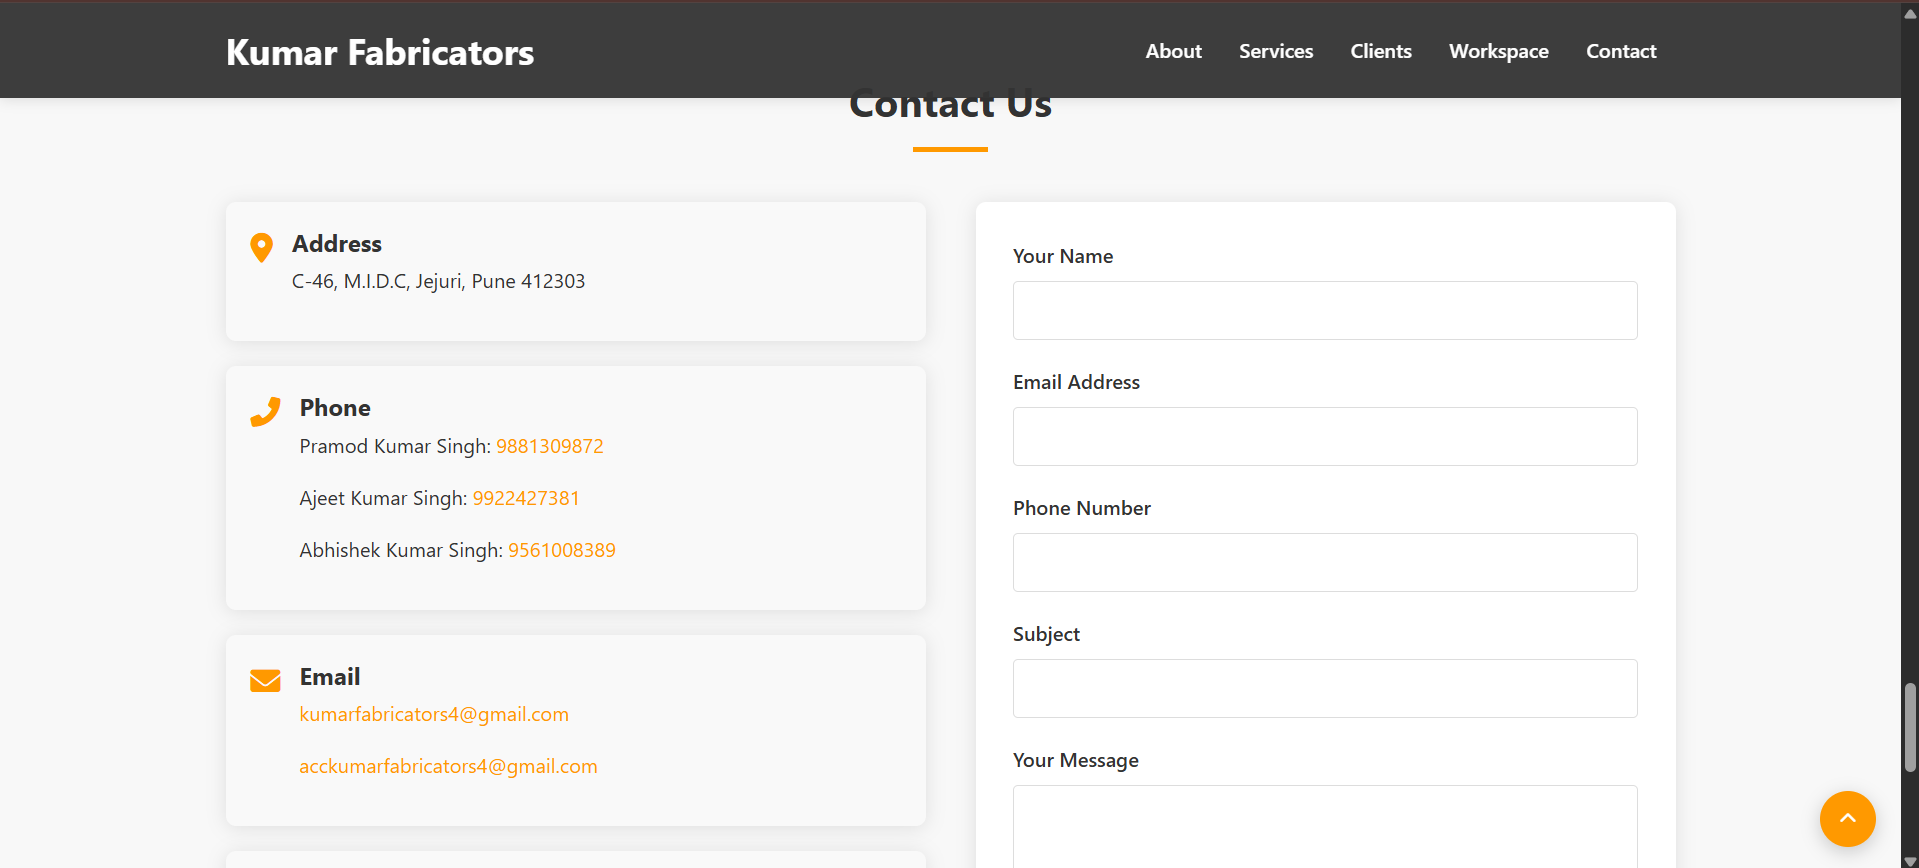 Kumar Fabricators
About
Services
Clients
Workspace
Contact
Contact Us
Address
C-46, M.I.D.C, Jejuri, Pune 412303
Phone
Pramod Kumar Singh: 9881309872
Ajeet Kumar Singh: 9922427381
Abhishek Kumar Singh: 9561008389
Email
kumarfabricators4@gmail.com
acckumarfabricators4@gmail.com
Your Name
Email Address
Phone Number
Subject
Your Message